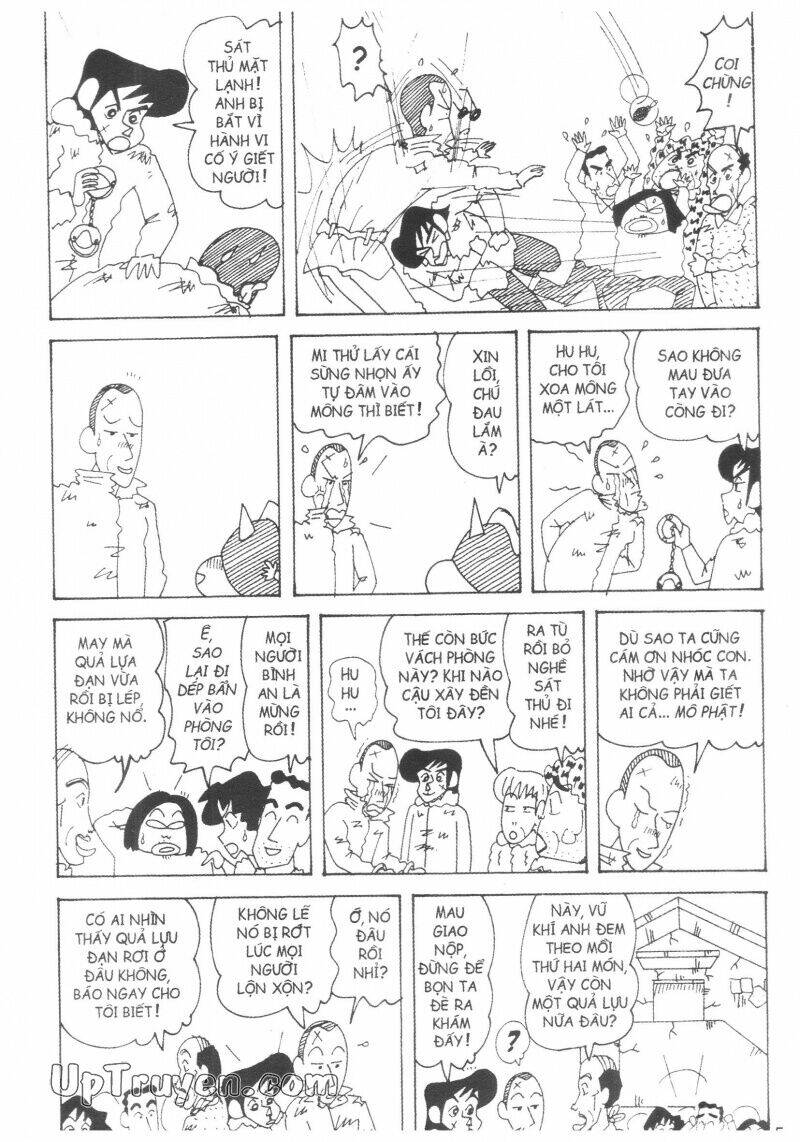 COI
CHỪNG
!
?
SÁT
THỦ MẶT
LẠNH!
ANH BỊ
BẮT VÌ
HÀNH VI
CỐ Ý GIẾT
NGƯỜI!
SAO KHÔNG
MAU ĐƯA
TAY VÀO
CÒNG ĐI?
HU HU,
CHO TÔI
XOA MÔNG
MỘT LÁT...
XIN
LỖI,
CHÚ
ĐAU
LẮM
À?
MI THỬ LẤY CÁI
SỪNG NHỌN ẤY
TỰ ĐÂM VÀO
MÔNG THÌ BIẾT!
DÙ SAO TA CŨNG
CÁM ƠN NHÓC CON.
NHỜ VẬY MÀ TA
KHÔNG PHẢI GIẾT
AI CẢ... MÔ PHẬT!
RA TÙ
RỒI BỎ
NGHỀ
SÁT
THỦ ĐI
NHÉ!
THẾ CÒN BỨC
VÁCH PHÒNG
NÀY? KHI NÀO
CẬU XÂY ĐỀN
TÔI ĐÂY?
HU
HU
...
MỌI
NGƯỜI
BÌNH
AN LÀ
MỪNG
RỒI!
Ê,
SAO
LẠI ĐI
DÉP BẨN
VÀO
PHÒNG
TÔI?
MAY MÀ
QUẢ LỰA
ĐẠN VỪA
RỒI BỊ LÉP,
KHÔNG NỔ.
NÀY, VŨ
KHÍ ANH ĐEM
THEO MỖI
THỨ HAI MÓN,
VẬY CÒN
MỘT QUẢ LỰU
NỮA ĐÂU?
?
MAU
GIAO
NỘP,
ĐỪNG ĐỂ
BỌN TA
ĐÈ RA
KHÁM
ĐẤY!
Ớ, NÓ
ĐÂU
RỒI
NHỈ?
KHÔNG LẼ
NÓ BỊ RỚT
LÚC MỌI
NGƯỜI
LỘN XỘN?
CÓ AI NHÌN
THẤY QUẢ LỰU
ĐẠN RƠI Ở
ĐÂU KHÔNG,
BÁO NGAY CHO
TÔI BIẾT!
UpTruyen.com
5